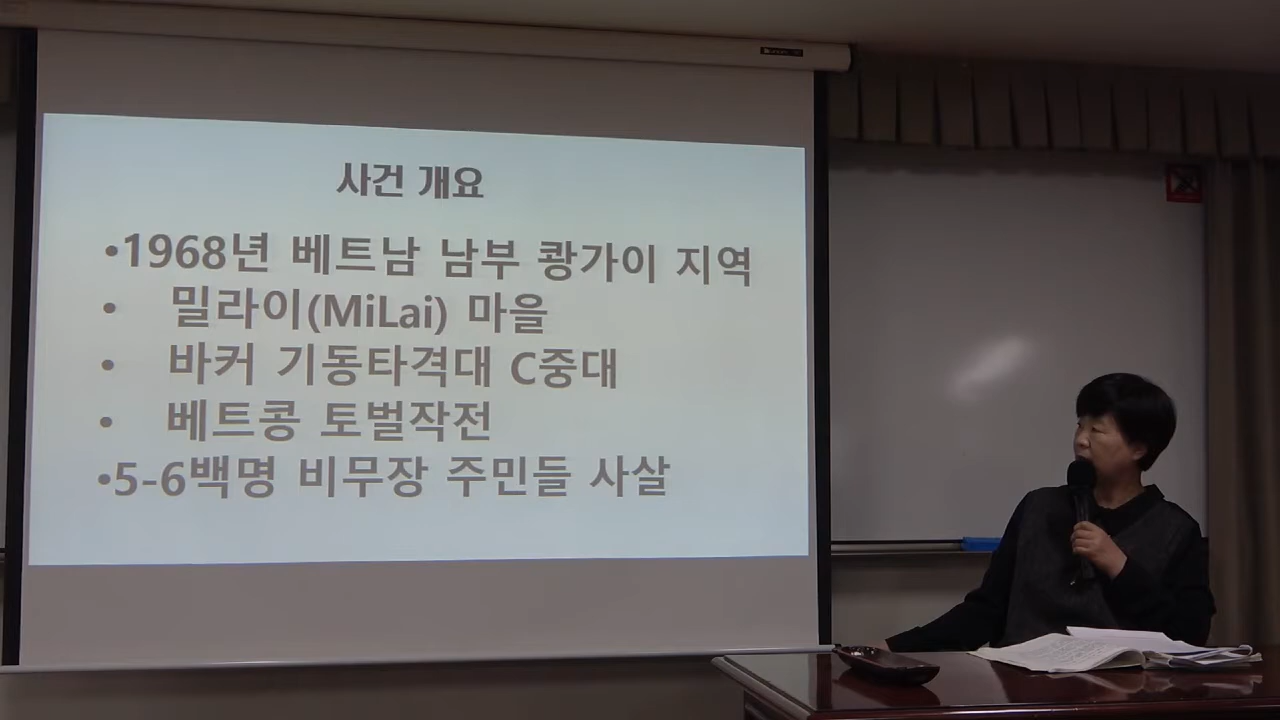 사건 개요
•1968년 베트남 남부 쾅가이 지역
• 밀라이(MiLai) 마을
• 바커 기동타격대 C중대
• 베트콩 토벌작전
•5-6백명 비무장 주민들 사살